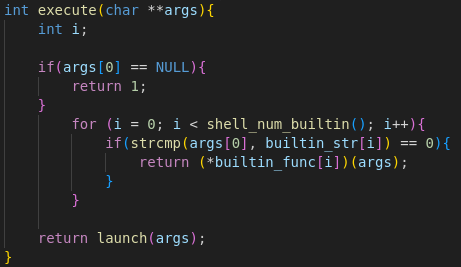 int execute(char **args){
    int i;

    if(args[0] == NULL){
        return 1;
    }
        for (i = 0; i < shell_num_builtin(); i++){
            if(strcmp(args[0], builtin_str[i]) == 0){
                return (*builtin_func[i])(args);
            }
        }

    return launch(args);
}